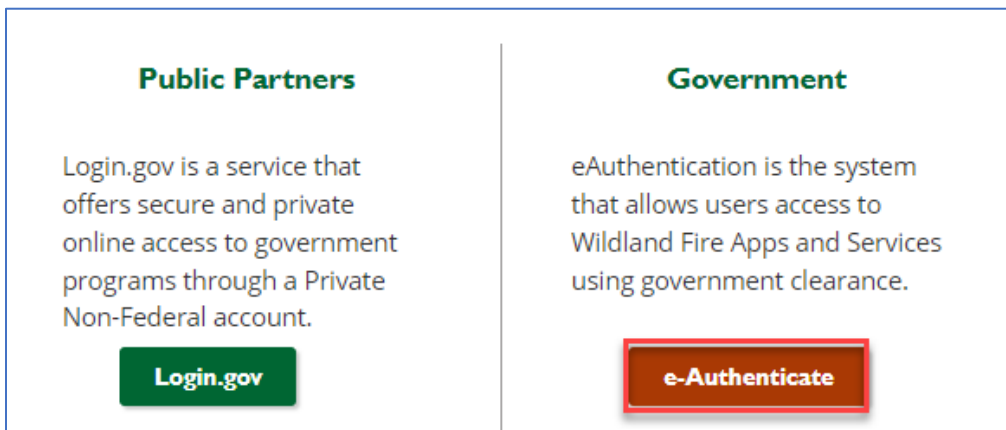 Public Partners
Login.gov is a service that
offers secure and private
online access to government
programs through a Private
Non-Federal account.
Login.gov
Government
eAuthentication is the system
that allows users access to
Wildland Fire Apps and Services
using government clearance.
e-Authenticate